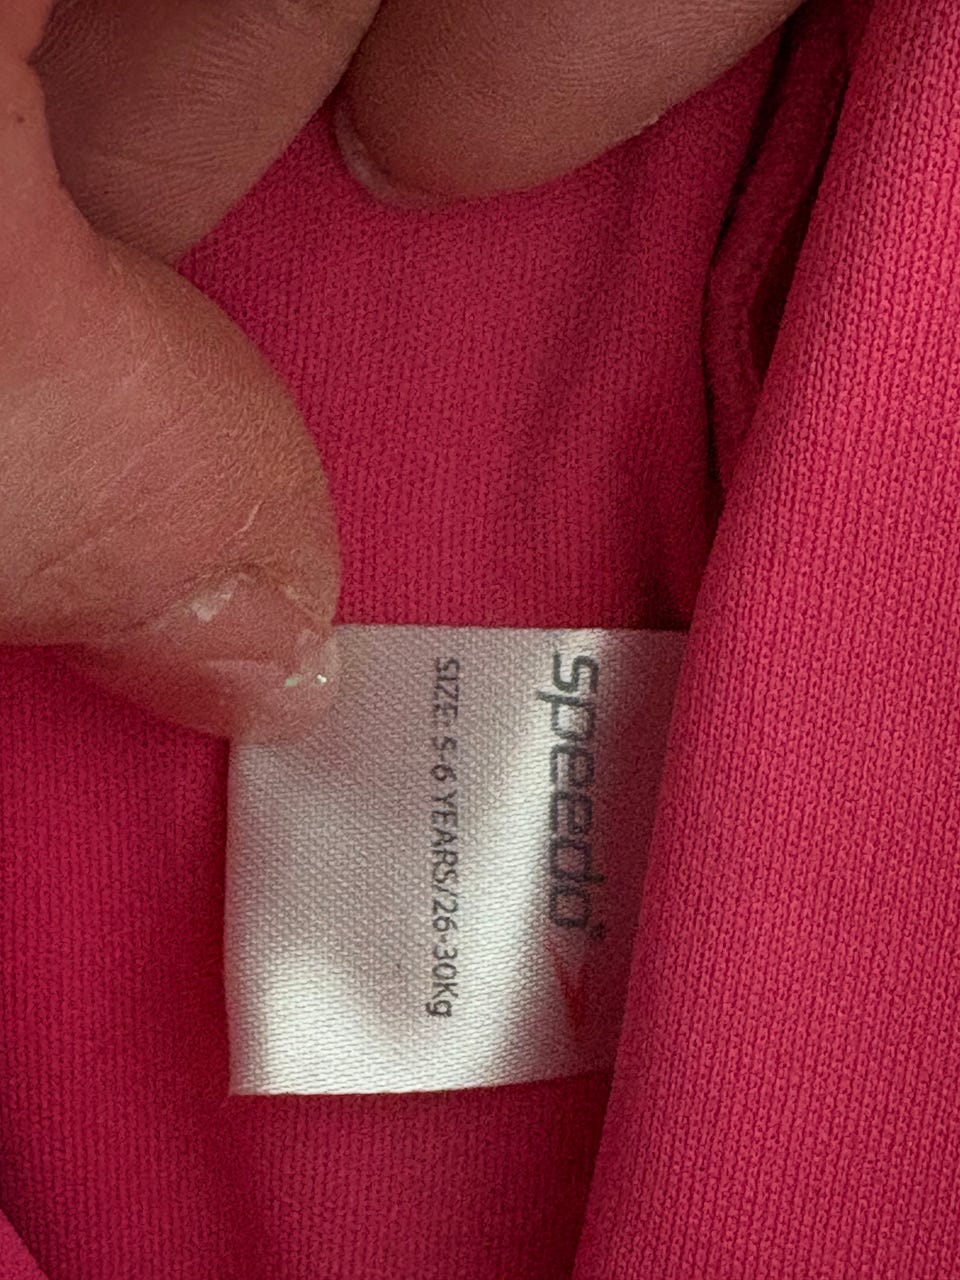 speedo
SIZE: 5-6 YEARS/26-30Kg